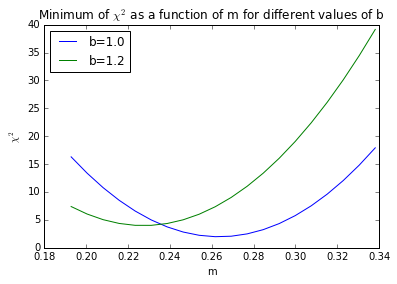 Minimum of χ² as a function of m for different values of b
b=1.0
b=1.2
χ²
40
35
30
25
20
15
10
5
0
0.18 0.20 0.22 0.24 0.26 0.28 0.30 0.32 0.34
m